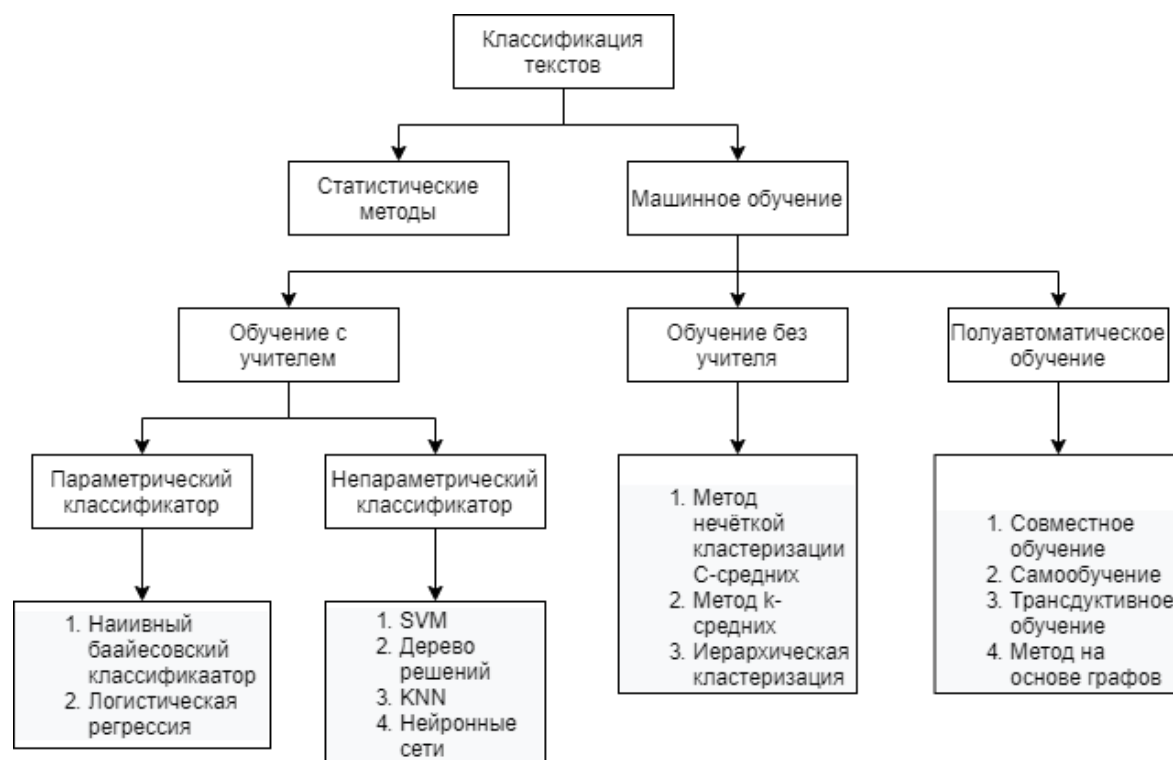 Классификация
текстов
Статистические
методы
Машинное обучение
Обучение с
учителем
Обучение без
учителя
Полуавтоматическое
обучение
Параметрический
классификатор
Непараметрический
классификатор
1. Метод
нечёткой
кластеризации
С-средних
2. Метод k-
средних
3. Иерархическая
кластеризация
1. Совместное
обучение
2. Самообучение
3. Трансдуктивное
обучение
4. Метод на
основе графов
1. Наиивный
баайесовский
классификаатор
2. Логистическая
регрессия
1. SVM
2. Дерево
решений
3. KNN
4. Нейронные
сети